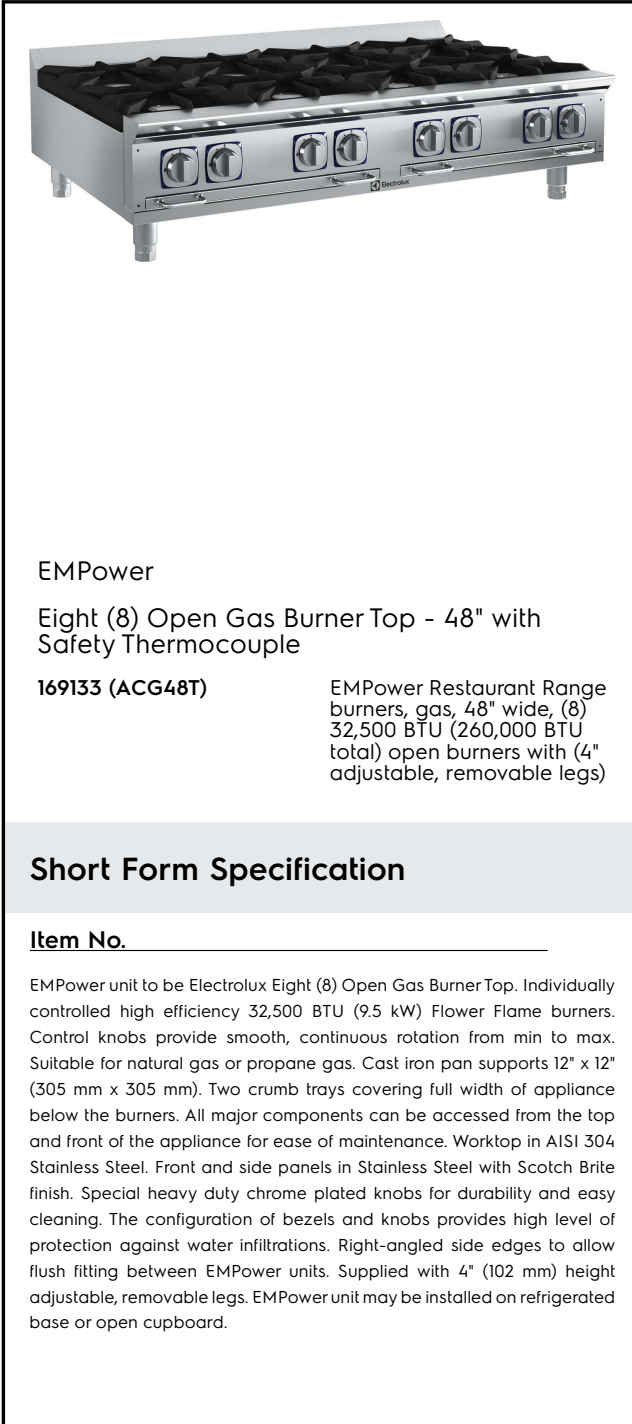 Electrolux
EMPower
Eight (8) Open Gas Burner Top - 48" with
Safety Thermocouple
169133 (ACG48T)
EMPower Restaurant Range
burners, gas, 48" wide, (8)
32,500 BTU (260,000 BTU
total) open burners with (4"
adjustable, removable legs)
Short Form Specification
Item No.
EMPower unit to be Electrolux Eight (8) Open Gas Burner Top. Individually
controlled high efficiency 32,500 BTU (9.5 kW) Flower Flame burners.
Control knobs provide smooth, continuous rotation from min to max.
Suitable for natural gas or propane gas. Cast iron pan supports 12" x 12"
(305 mm x 305 mm). Two crumb trays covering full width of appliance
below the burners. All major components can be accessed from the top
and front of the appliance for ease of maintenance. Worktop in AISI 304
Stainless Steel. Front and side panels in Stainless Steel with Scotch Brite
finish. Special heavy duty chrome plated knobs for durability and easy
cleaning. The configuration of bezels and knobs provides high level of
protection against water infiltrations. Right-angled side edges to allow
flush fitting between EMPower units. Supplied with 4" (102 mm) height
adjustable, removable legs. EMPower unit may be installed on refrigerated
base or open cupboard.